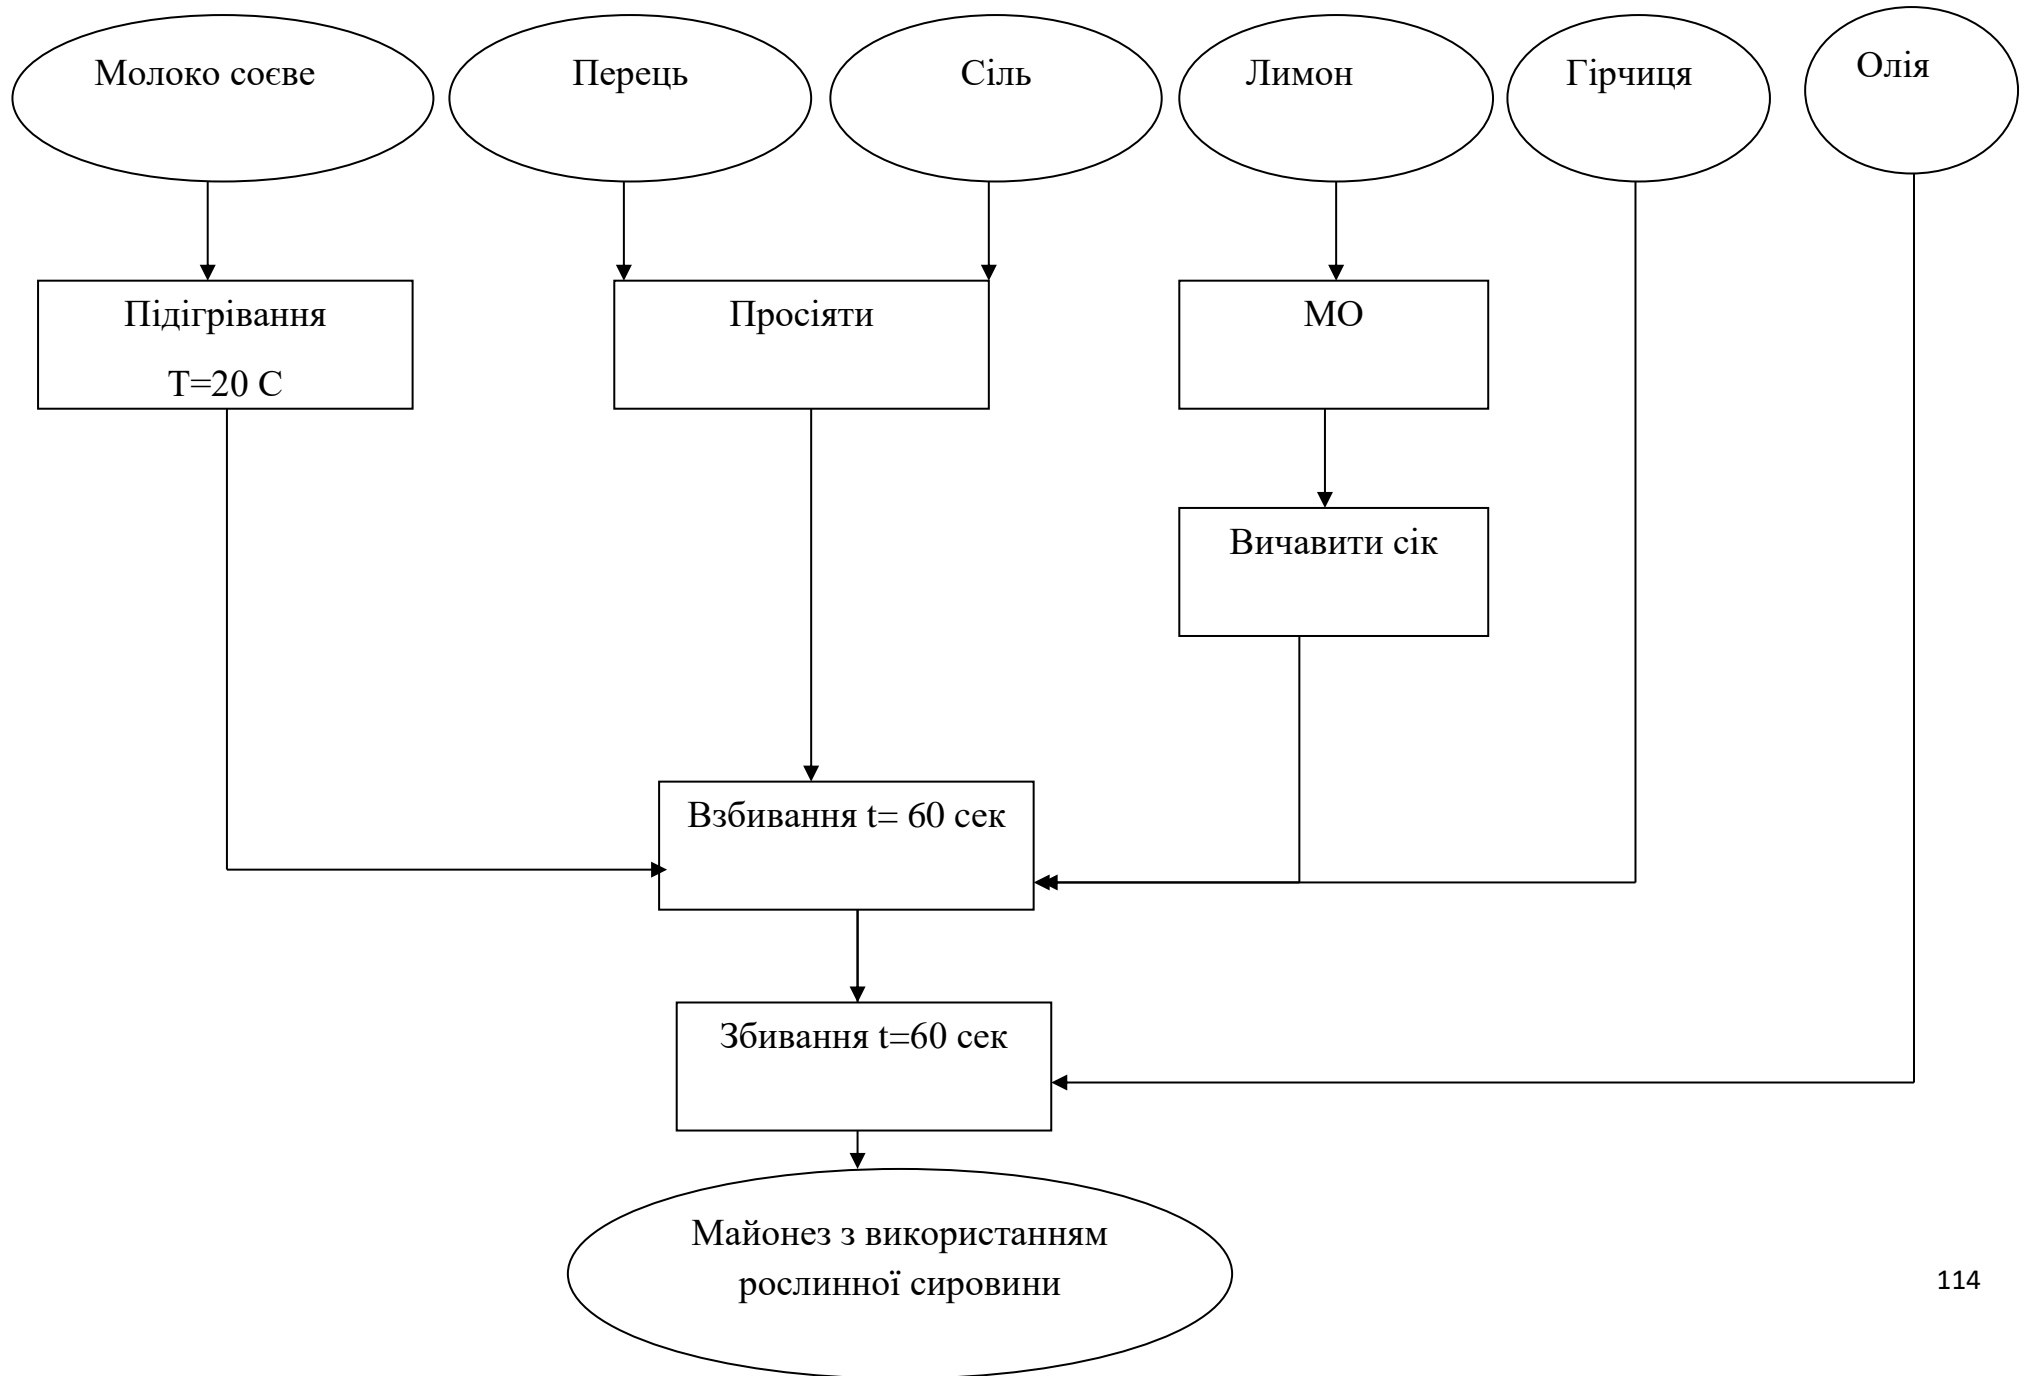 Молоко соєве
Перець
Сіль
Лимон
Гірчиця
Олія
Підігрівання
Т=20 С
Просіяти
МО
Вичавити сік
Взбивання t= 60 сек
Збивання t=60 сек
Майонез з використанням
рослинної сировини
114